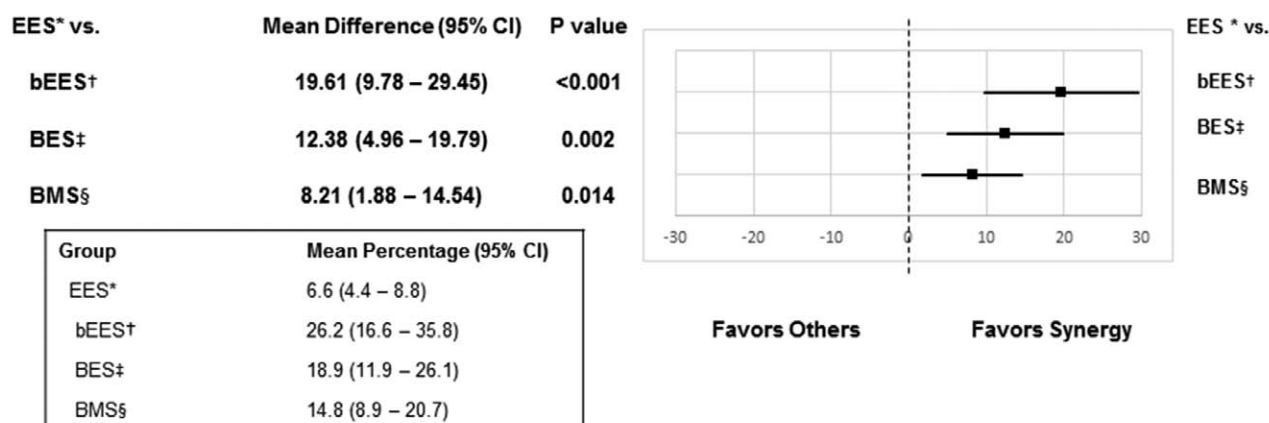 EES* vs. Mean Difference (95% CI) P value
bEES† 19.61 (9.78 – 29.45) <0.001
BES‡ 12.38 (4.96 – 19.79) 0.002
BMS§ 8.21 (1.88 – 14.54) 0.014
Group Mean Percentage (95% CI)
EES* 6.6 (4.4 – 8.8)
bEES† 26.2 (16.6 – 35.8)
BES‡ 18.9 (11.9 – 26.1)
BMS§ 14.8 (8.9 – 20.7)
EES * vs.
bEES†
BES‡
BMS§
-30 -20 -10 0 10 20 30
Favors Others Favors Synergy